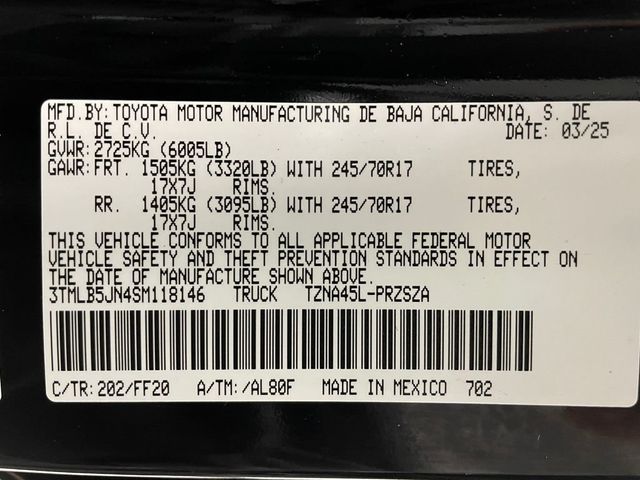 MFD.BY: TOYOTA MOTOR MANUFACTURING DE BAJA CALIFORNIA, S. DE
R.L. DE C.V. DATE: 03/25
GVWR: 2725KG (6005LB)
GAWR: FRT. 1505KG (3320LB) WITH 245/70R17 TIRES,
17X7J RIMS.
RR. 1405KG (3095LB) WITH 245/70R17 TIRES,
17X7J RIMS.
THIS VEHICLE CONFORMS TO ALL APPLICABLE FEDERAL MOTOR
VEHICLE SAFETY AND THEFT PREVENTION STANDARDS IN EFFECT ON
THE DATE OF MANUFACTURE SHOWN ABOVE.
3TMLB5JN4SM118146 TRUCK TZNA45L-PRZSZA
C/TR: 202/FF20 A/TM: /AL80F MADE IN MEXICO 702